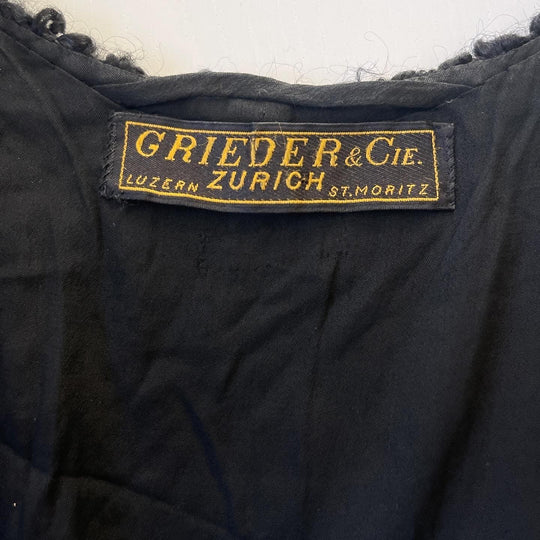 GRIEDER & CIE.
LUZERN ZURICH ST. MORITZ